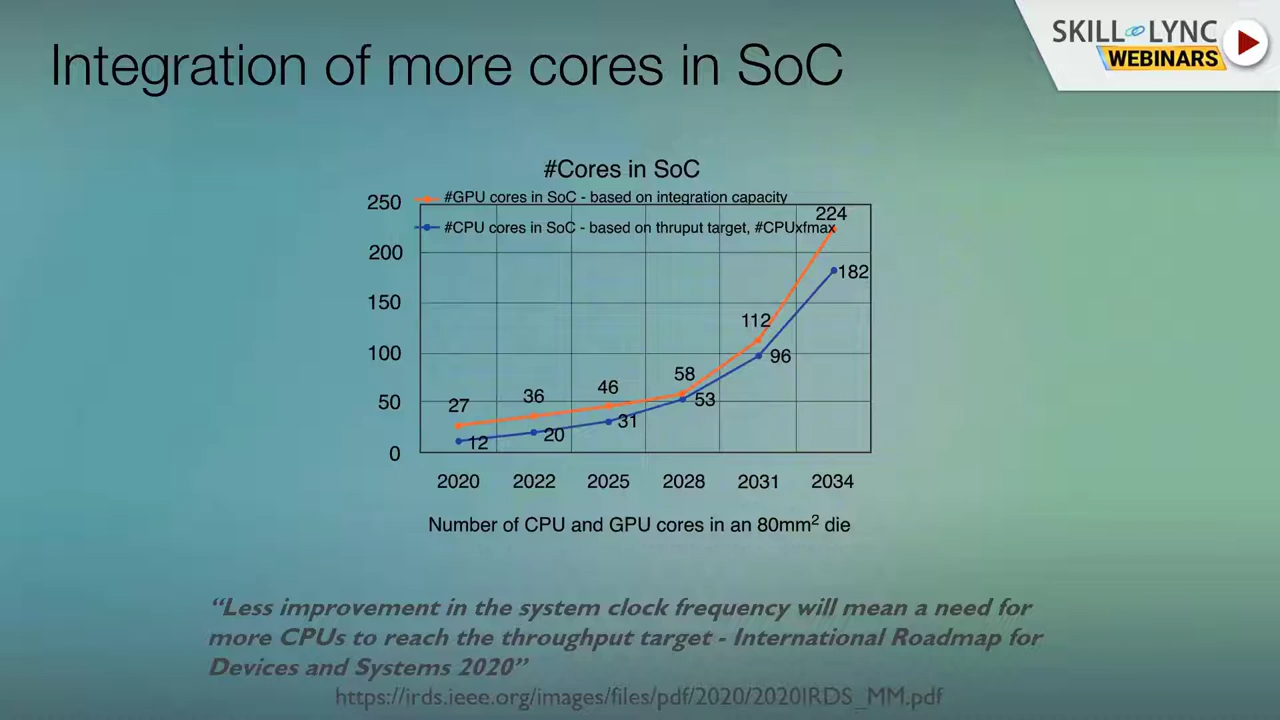 Integration of more cores in SoC
SKILL LYNC
WEBINARS
#Cores in SoC
#GPU cores in SoC - based on integration capacity
#CPU cores in SoC - based on thruput target, #CPUxfmax
250
200
150
100
50
0
224
182
112
96
58
53
46
31
36
20
27
12
2020 2022 2025 2028 2031 2034
Number of CPU and GPU cores in an 80mm² die
“Less improvement in the system clock frequency will mean a need for
more CPUs to reach the throughput target - International Roadmap for
Devices and Systems 2020”
https://irds.ieee.org/images/files/pdf/2020/2020IRDS_MM.pdf